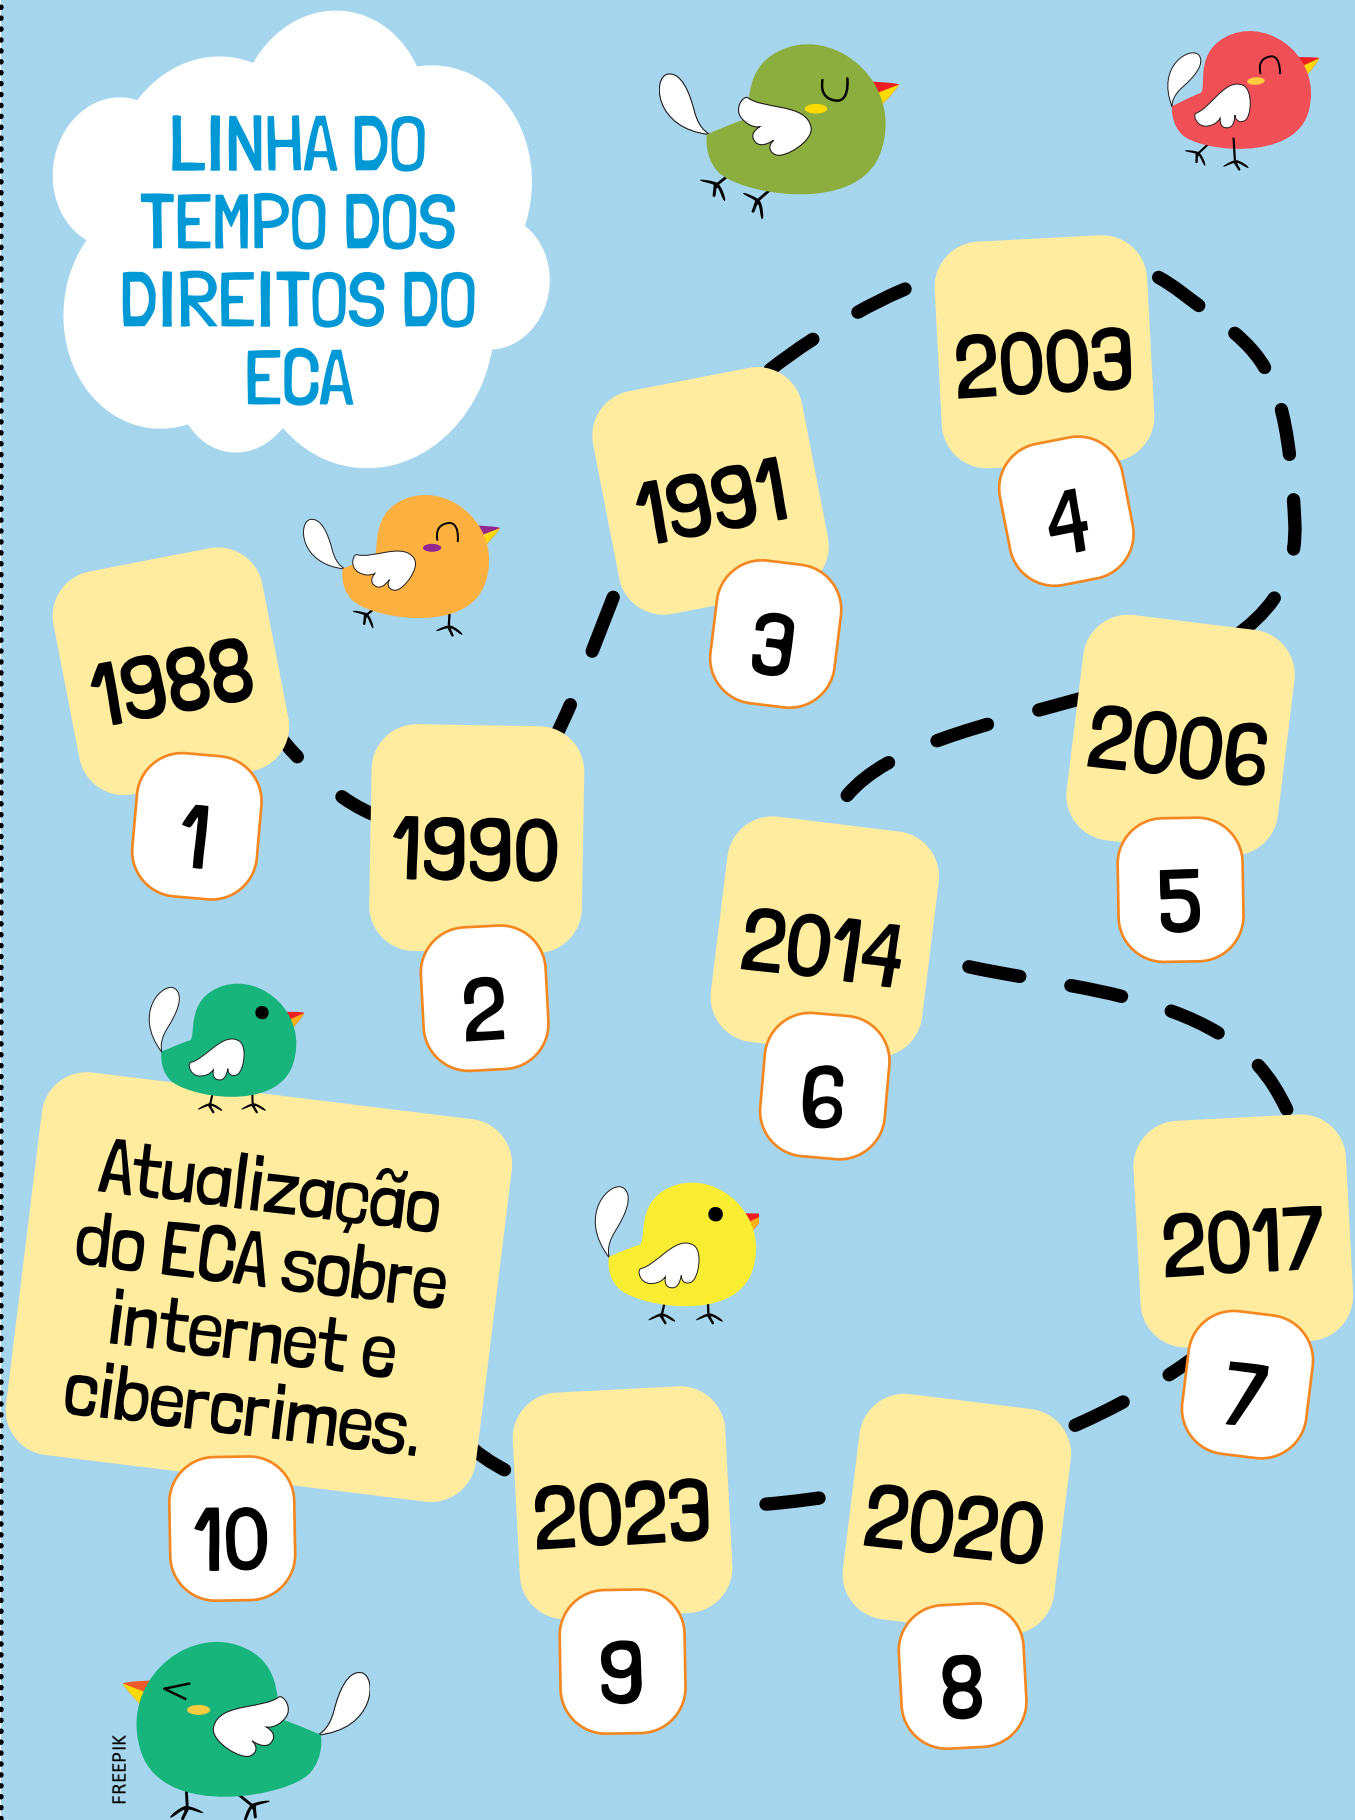 LINHA DO
TEMPO DOS
DIREITOS DO
ECA
1988
1
1990
2
1991
3
2003
4
2006
5
2014
6
2017
7
2020
8
2023
9
Atualização
do ECA sobre
internet e
cibercrimes.
10
FREEPIK